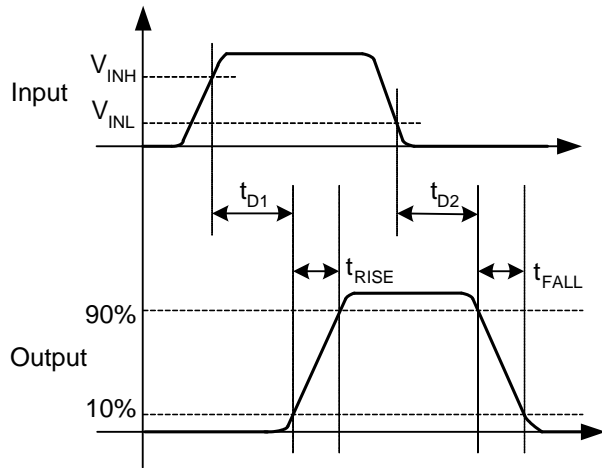 V_INH
Input
V_INL
t_D1
t_D2
t_RISE
t_FALL
90%
Output
10%